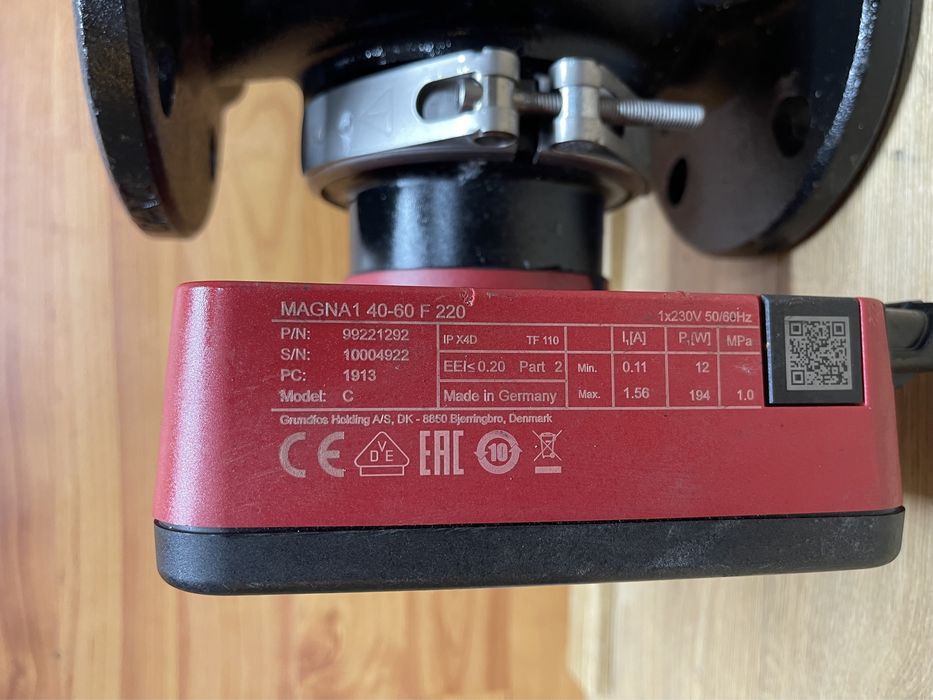 MAGNA1 40-60 F 220
1x230V 50/60Hz
P/N: 99221292
S/N: 10004922
PC: 1913
Model: C
IP X4D TF 110
EEI≤0.20 Part 2
Made in Germany
I₁[A] P₁[W] MPa
Min. 0.11 12
Max. 1.56 194 1.0
Grundfos Holding A/S, DK - 8850 Bjerringbro, Denmark
CE DVE EAC 10